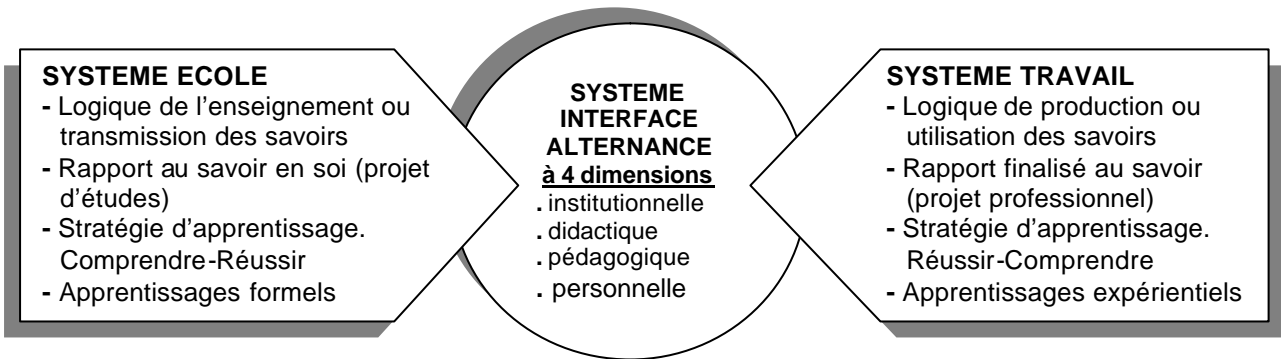 SYSTEME ECOLE
- Logique de l’enseignement ou
transmission des savoirs
- Rapport au savoir en soi (projet
d’études)
- Stratégie d’apprentissage.
Comprendre-Réussir
- Apprentissages formels
SYSTEME
INTERFACE
ALTERNANCE
à 4 dimensions
. institutionnelle
. didactique
. pédagogique
. personnelle
SYSTEME TRAVAIL
- Logique de production ou
utilisation des savoirs
- Rapport finalisé au savoir
(projet professionnel)
- Stratégie d’apprentissage.
Réussir-Comprendre
- Apprentissages expérientiels